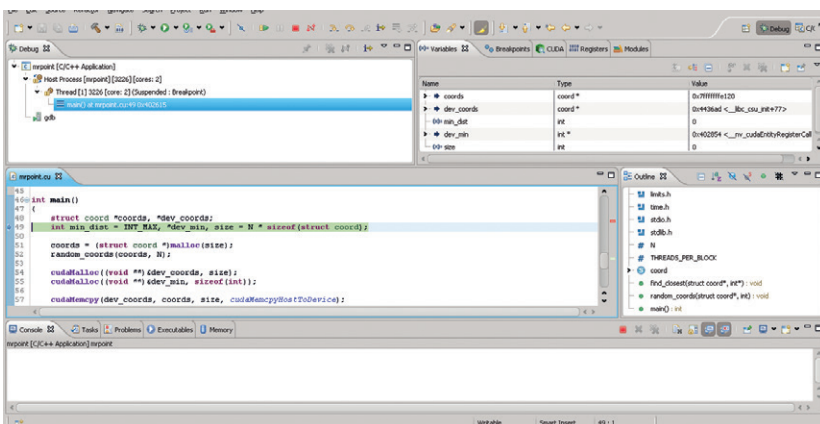 Debug
C/C+
Debug
mrpoint [C/C++ Application]
Host Process [mrpoint] [3226] [cores: 2]
Thread [1] 3226 [core: 2] (Suspended : Breakpoint)
main() at mrpoint.cu:49 0x402615
gdb
(x)= Variables
Breakpoints
CUDA
Registers
Modules
Name Type Value
coords coord * 0x7fffffffe120
dev_coords coord * 0x4436ad <__libc_csu_init+77>
(x)= min_dist int 0
dev_min int * 0x402854 <__nv_cudaEntityRegisterCall
(x)= size int 0
mrpoint.cu
45
46 int main()
47 {
48 struct coord *coords, *dev_coords;
49 int min_dist = INT_MAX, *dev_min, size = N * sizeof(struct coord);
50
51 coords = (struct coord *)malloc(size);
52 random_coords(coords, N);
53
54 cudaMalloc((void **)&dev_coords, size);
55 cudaMalloc((void **)&dev_min, sizeof(int));
56
57 cudaMemcpy(dev_coords, coords, size, cudaMemcpyHostToDevice);
Outline
limits.h
time.h
stdio.h
stdlib.h
# N
# THREADS_PER_BLOCK
coord
find_closest(struct coord*, int*) : void
random_coords(struct coord*, int) : void
main() : int
Console
Tasks
Problems
Executables
Memory
mrpoint [C/C++ Application] mrpoint
Writable Smart Insert 49 : 1